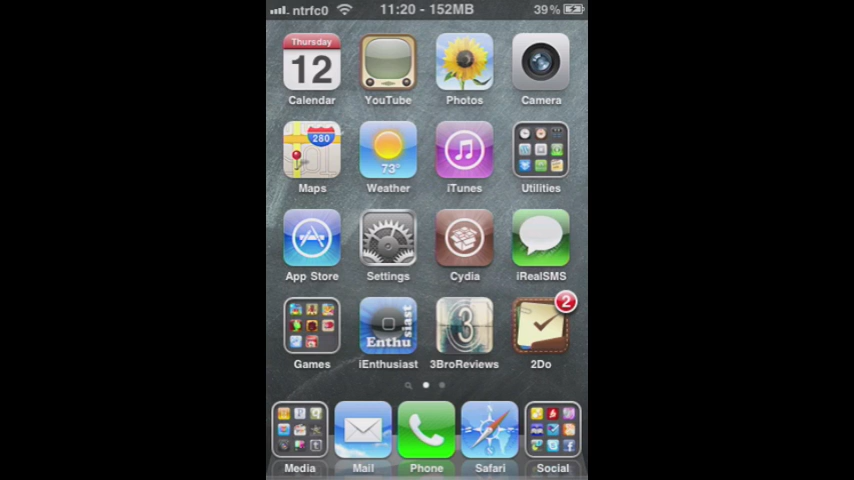 ntrfc0 11:20 - 152MB 39%
Thursday
12
Calendar YouTube Photos Camera
280
73°
Maps Weather iTunes Utilities
App Store Settings Cydia iRealSMS
3 2
Enthusiast
Games iEnthusiast 3BroReviews 2Do
Media Mail Phone Safari Social